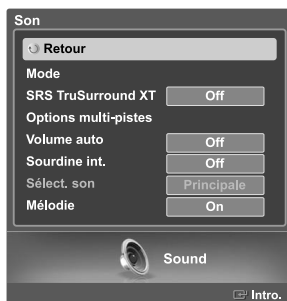 Son
Retour
Mode
SRS TruSurround XT Off
Options multi-pistes
Volume auto Off
Sourdine int. Off
Sélect. son Principale
Mélodie On
Sound
Intro.